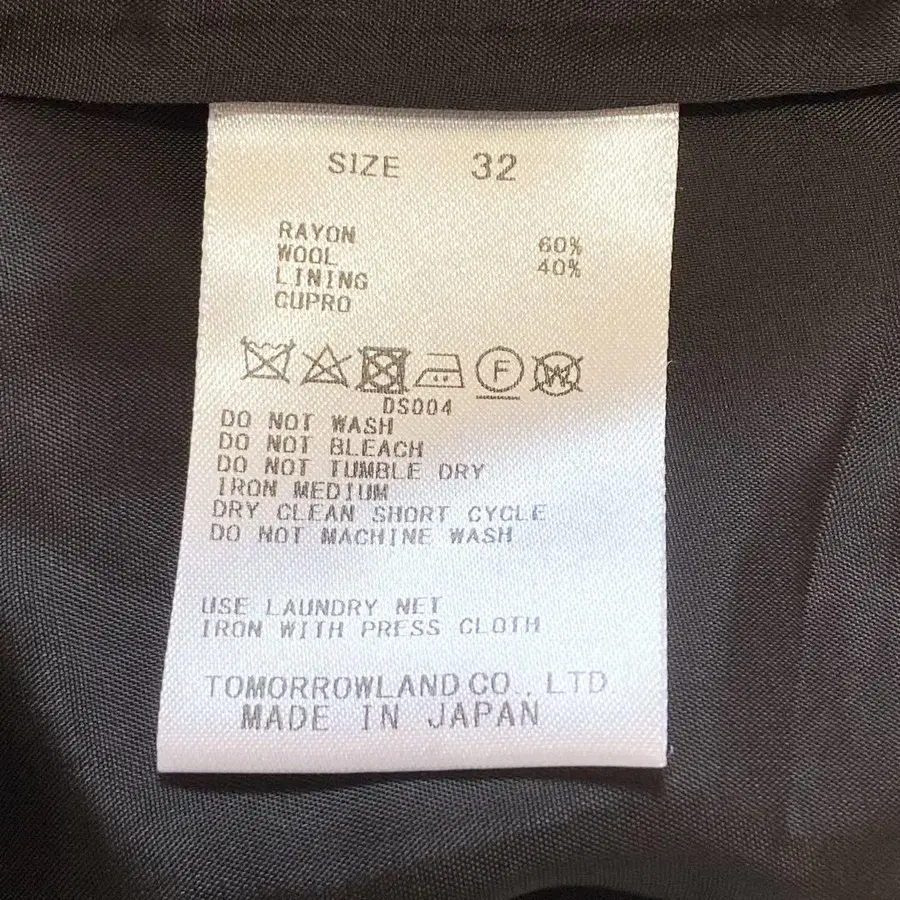 SIZE 32
RAYON 60%
WOOL 40%
LINING
CUPRO
F W
DS004
DO NOT WASH
DO NOT BLEACH
DO NOT TUMBLE DRY
IRON MEDIUM
DRY CLEAN SHORT CYCLE
DO NOT MACHINE WASH
USE LAUNDRY NET
IRON WITH PRESS CLOTH
TOMORROWLAND CO., LTD.
MADE IN JAPAN